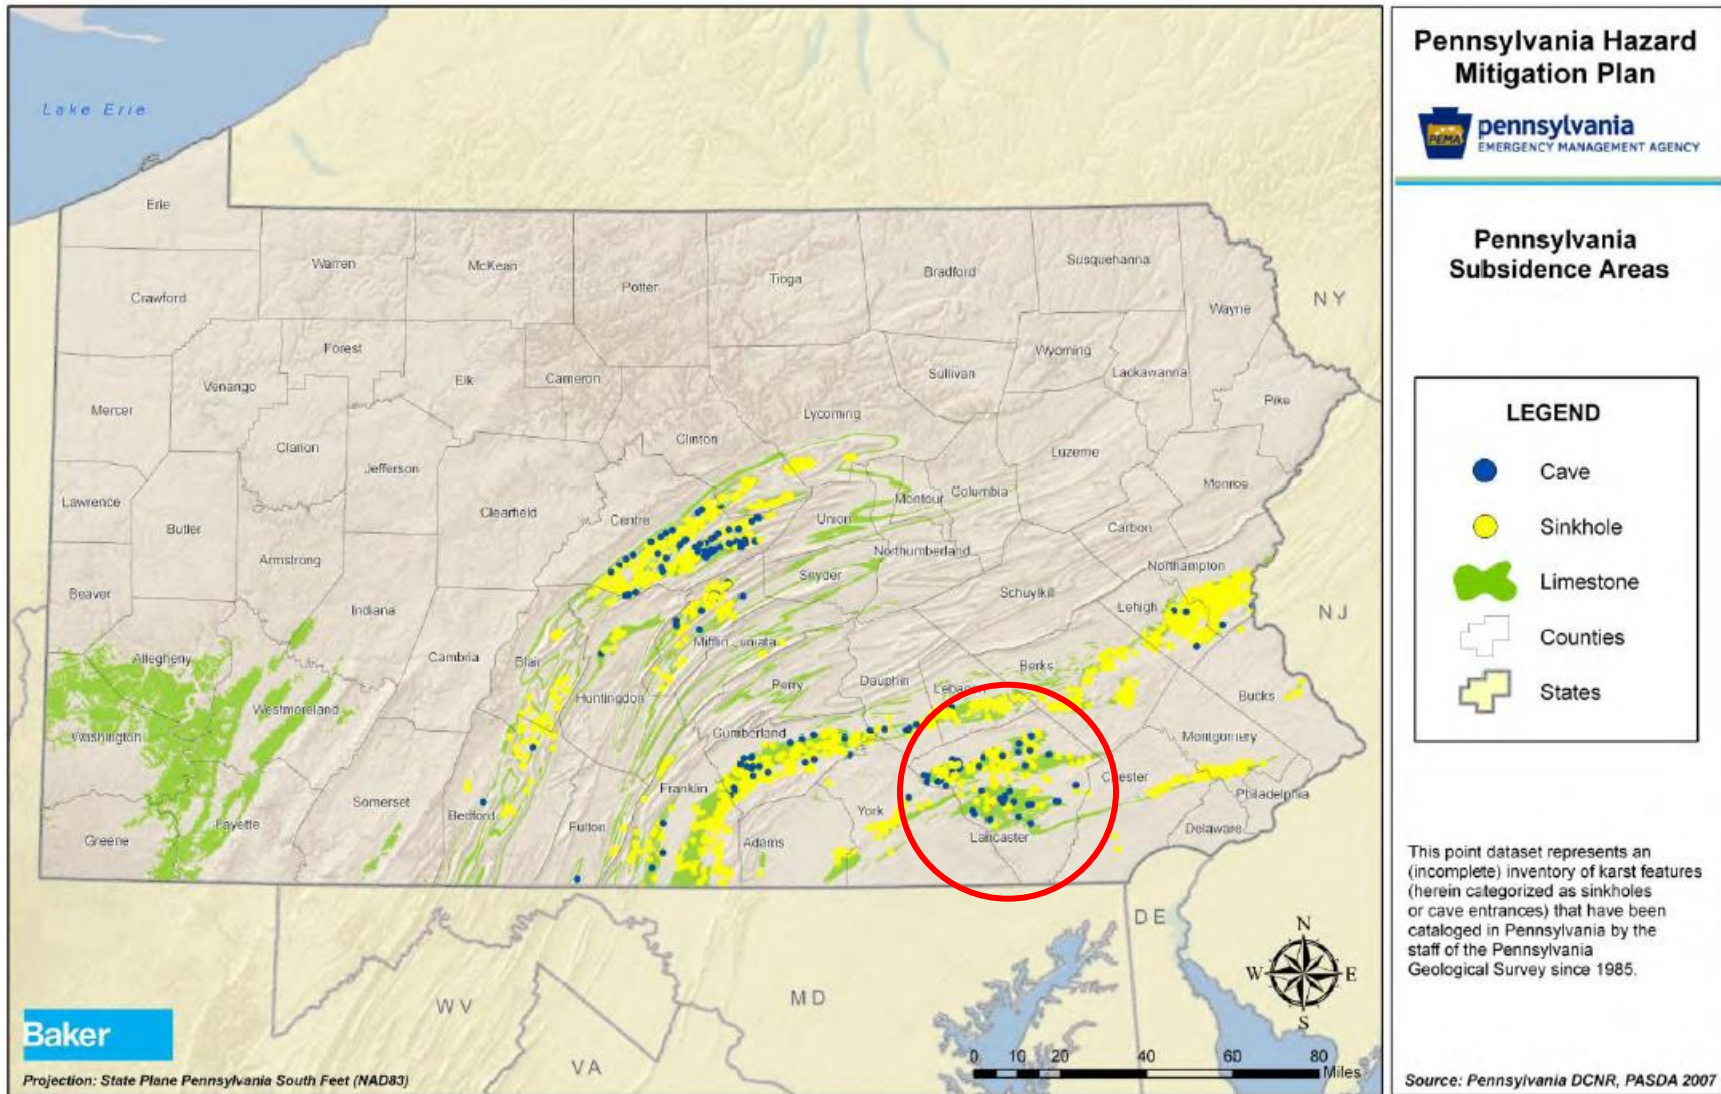 Lake Erie
Erie
Warren
McKean
Potter
Tioga
Bradford
Susquehanna
Wayne
NY
Crawford
Forest
Venango
Elk
Cameron
Sullivan
Wyoming
Lackawanna
Pike
Mercer
Clarion
Jefferson
Clinton
Lycoming
Luzerne
Lawrence
Butler
Armstrong
Clearfield
Centre
Union
Montour
Columbia
Monroe
Carbon
Northumberland
Beaver
Indiana
Snyder
Schuylkill
Northampton
Lehigh
NJ
Allegheny
Cambria
Blair
Mifflin
Juniata
Huntingdon
Perry
Dauphin
Lebanon
Berks
Bucks
Washington
Westmoreland
Cumberland
Montgomery
Greene
Fayette
Somerset
Bedford
Fulton
Franklin
Adams
York
Lancaster
Chester
Philadelphia
Delaware
WV
VA
MD
DE
N
W
E
S
0 10 20 40 60 80
Miles
Baker
Projection: State Plane Pennsylvania South Feet (NAD83)
Pennsylvania Hazard
Mitigation Plan
PEMA
pennsylvania
EMERGENCY MANAGEMENT AGENCY
Pennsylvania
Subsidence Areas
LEGEND
Cave
Sinkhole
Limestone
Counties
States
This point dataset represents an
(incomplete) inventory of karst features
(herein categorized as sinkholes
or cave entrances) that have been
cataloged in Pennsylvania by the
staff of the Pennsylvania
Geological Survey since 1985.
Source: Pennsylvania DCNR, PASDA 2007